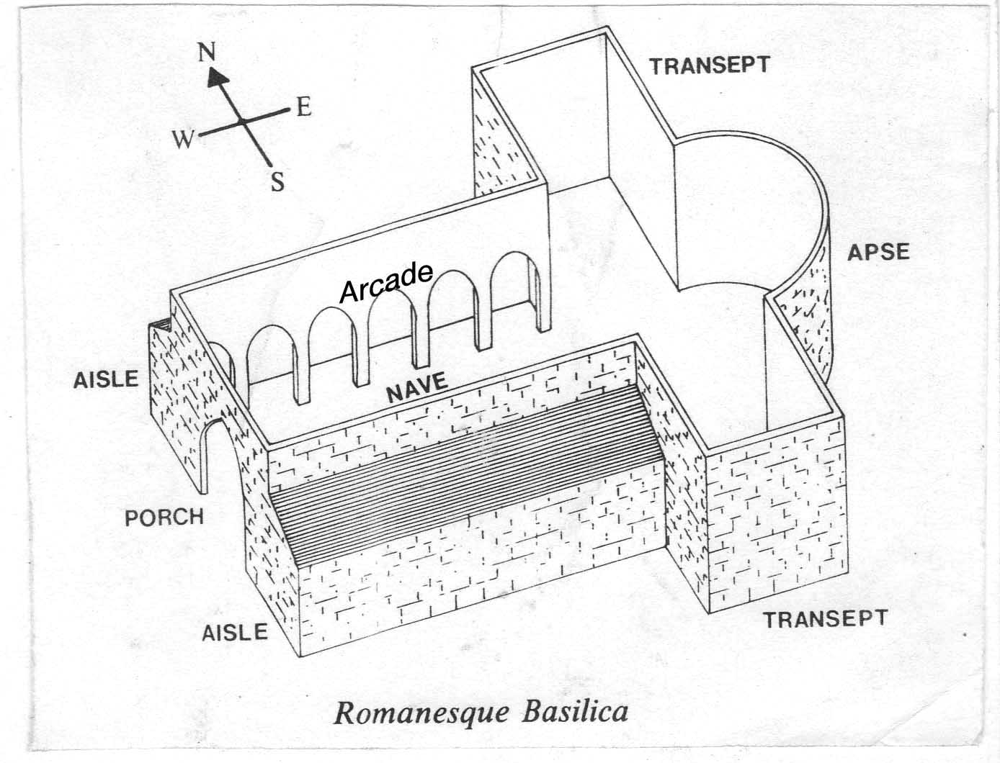 N
TRANSEPT
E
W
S
APSE
Arcade
AISLE
NAVE
PORCH
TRANSEPT
AISLE
Romanesque Basilica